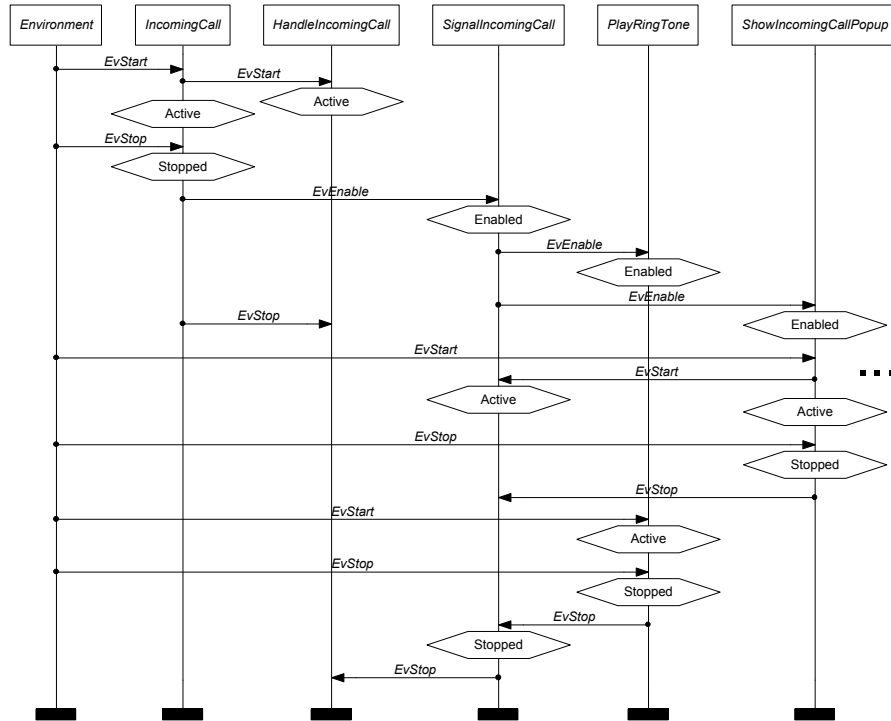 Environment IncomingCall HandleIncomingCall SignalIncomingCall PlayRingTone ShowIncomingCallPopup
EvStart
EvStart
Active
Active
EvStop
Stopped
EvEnable
Enabled
EvEnable
Enabled
EvEnable
EvStop
Enabled
EvStart
EvStart
Active
Active
EvStop
Stopped
EvStop
EvStart
Active
EvStop
Stopped
EvStop
Stopped
EvStop